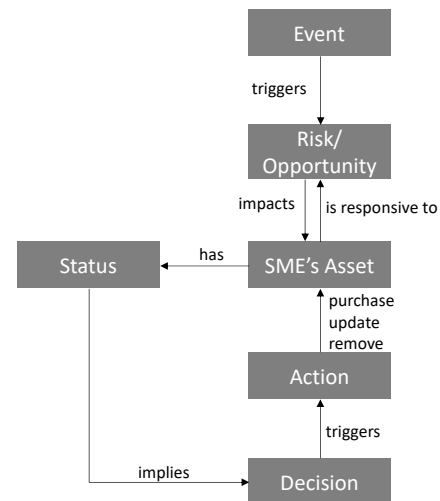 Event
triggers
Risk/
Opportunity
impacts
is responsive to
Status
has
SME's Asset
purchase
update
remove
Action
triggers
implies
Decision